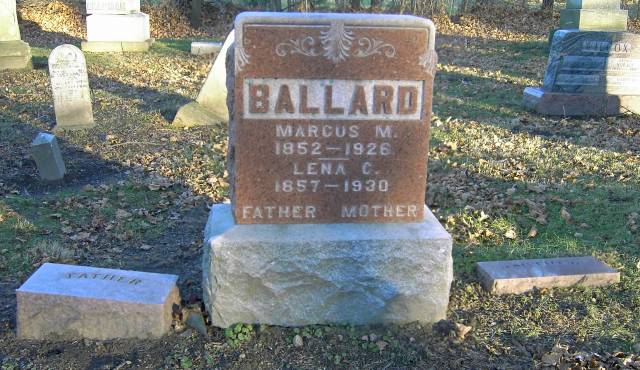 BALLARD
MARCUS M.
1852 — 1926
LENA C.
1857 — 1930
FATHER MOTHER
FATHER